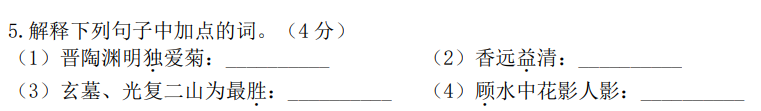 5.解释下列句子中加点的词。（4 分）
（1）晋陶渊明独爱菊：__________ （2）香远益清：__________
（3）玄墓、光复二山为最胜：__________ （4）顾水中花影人影：__________